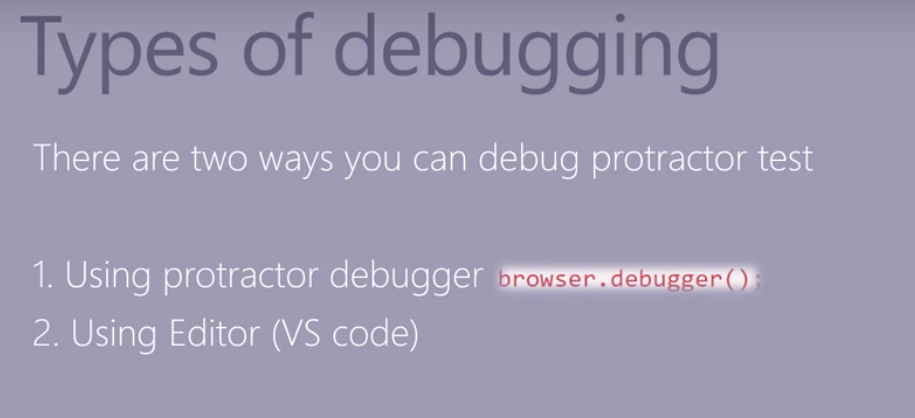 Types of debugging
There are two ways you can debug protractor test
1. Using protractor debugger browser.debugger();
2. Using Editor (VS code)